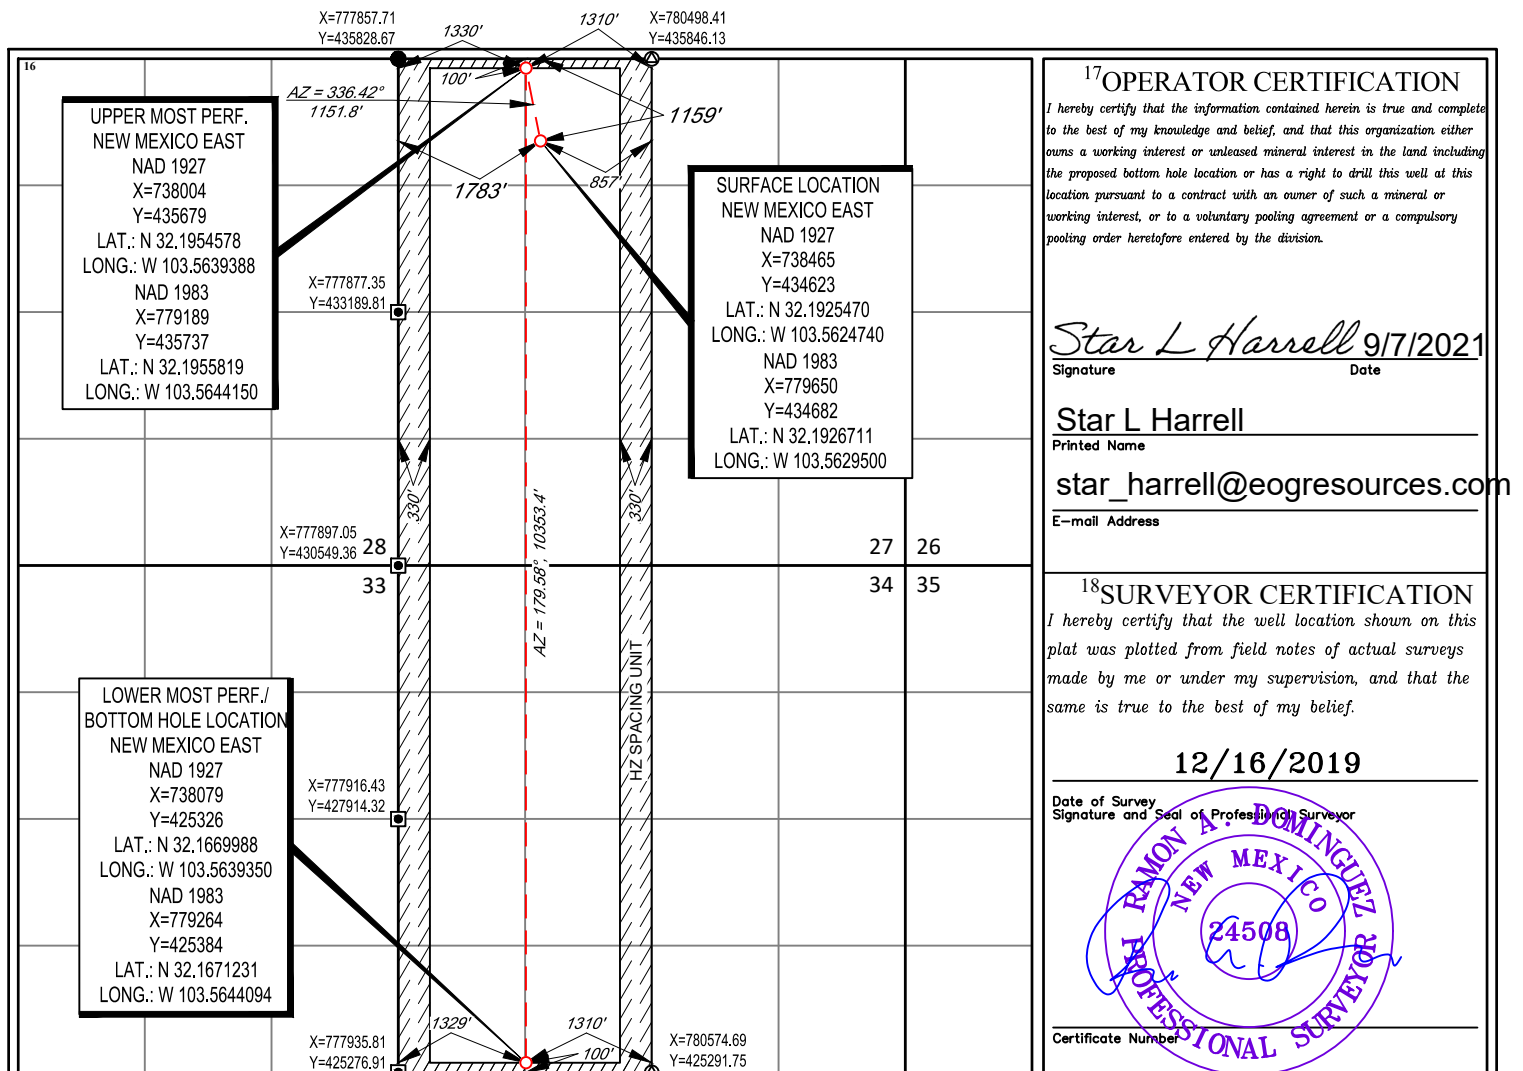 16
X=777857.71
Y=435828.67
1330'
1310'
X=780498.41
Y=435846.13
100'
AZ = 336.42°
1151.8'
1159'
1783'
857'
UPPER MOST PERF.
NEW MEXICO EAST
NAD 1927
X=738004
Y=435679
LAT.: N 32.1954578
LONG.: W 103.5639388
NAD 1983
X=779189
Y=435737
LAT.: N 32.1955819
LONG.: W 103.5644150
SURFACE LOCATION
NEW MEXICO EAST
NAD 1927
X=738465
Y=434623
LAT.: N 32.1925470
LONG.: W 103.5624740
NAD 1983
X=779650
Y=434682
LAT.: N 32.1926711
LONG.: W 103.5629500
X=777877.35
Y=433189.81
330'
330'
AZ = 179.58°, 10353.4'
X=777897.05
Y=430549.36
28
33
27 26
34 35
HZ SPACING UNIT
LOWER MOST PERF./
BOTTOM HOLE LOCATION
NEW MEXICO EAST
NAD 1927
X=738079
Y=425326
LAT.: N 32.1669988
LONG.: W 103.5639350
NAD 1983
X=779264
Y=425384
LAT.: N 32.1671231
LONG.: W 103.5644094
X=777916.43
Y=427914.32
X=777935.81
Y=425276.91
1329'
1310'
100'
X=780574.69
Y=425291.75
17OPERATOR CERTIFICATION
I hereby certify that the information contained herein is true and complete
to the best of my knowledge and belief, and that this organization either
owns a working interest or unleased mineral interest in the land including
the proposed bottom hole location or has a right to drill this well at this
location pursuant to a contract with an owner of such a mineral or
working interest, or to a voluntary pooling agreement or a compulsory
pooling order heretofore entered by the division.
Star L Harrell 9/7/2021
Signature Date
Star L Harrell
Printed Name
star_harrell@eogresources.com
E-mail Address
18SURVEYOR CERTIFICATION
I hereby certify that the well location shown on this
plat was plotted from field notes of actual surveys
made by me or under my supervision, and that the
same is true to the best of my belief.
12/16/2019
Date of Survey
Signature and Seal of Professional Surveyor
RAMON A. DOMINGUEZ
NEW MEXICO
24508
PROFESSIONAL SURVEYOR
Certificate Number